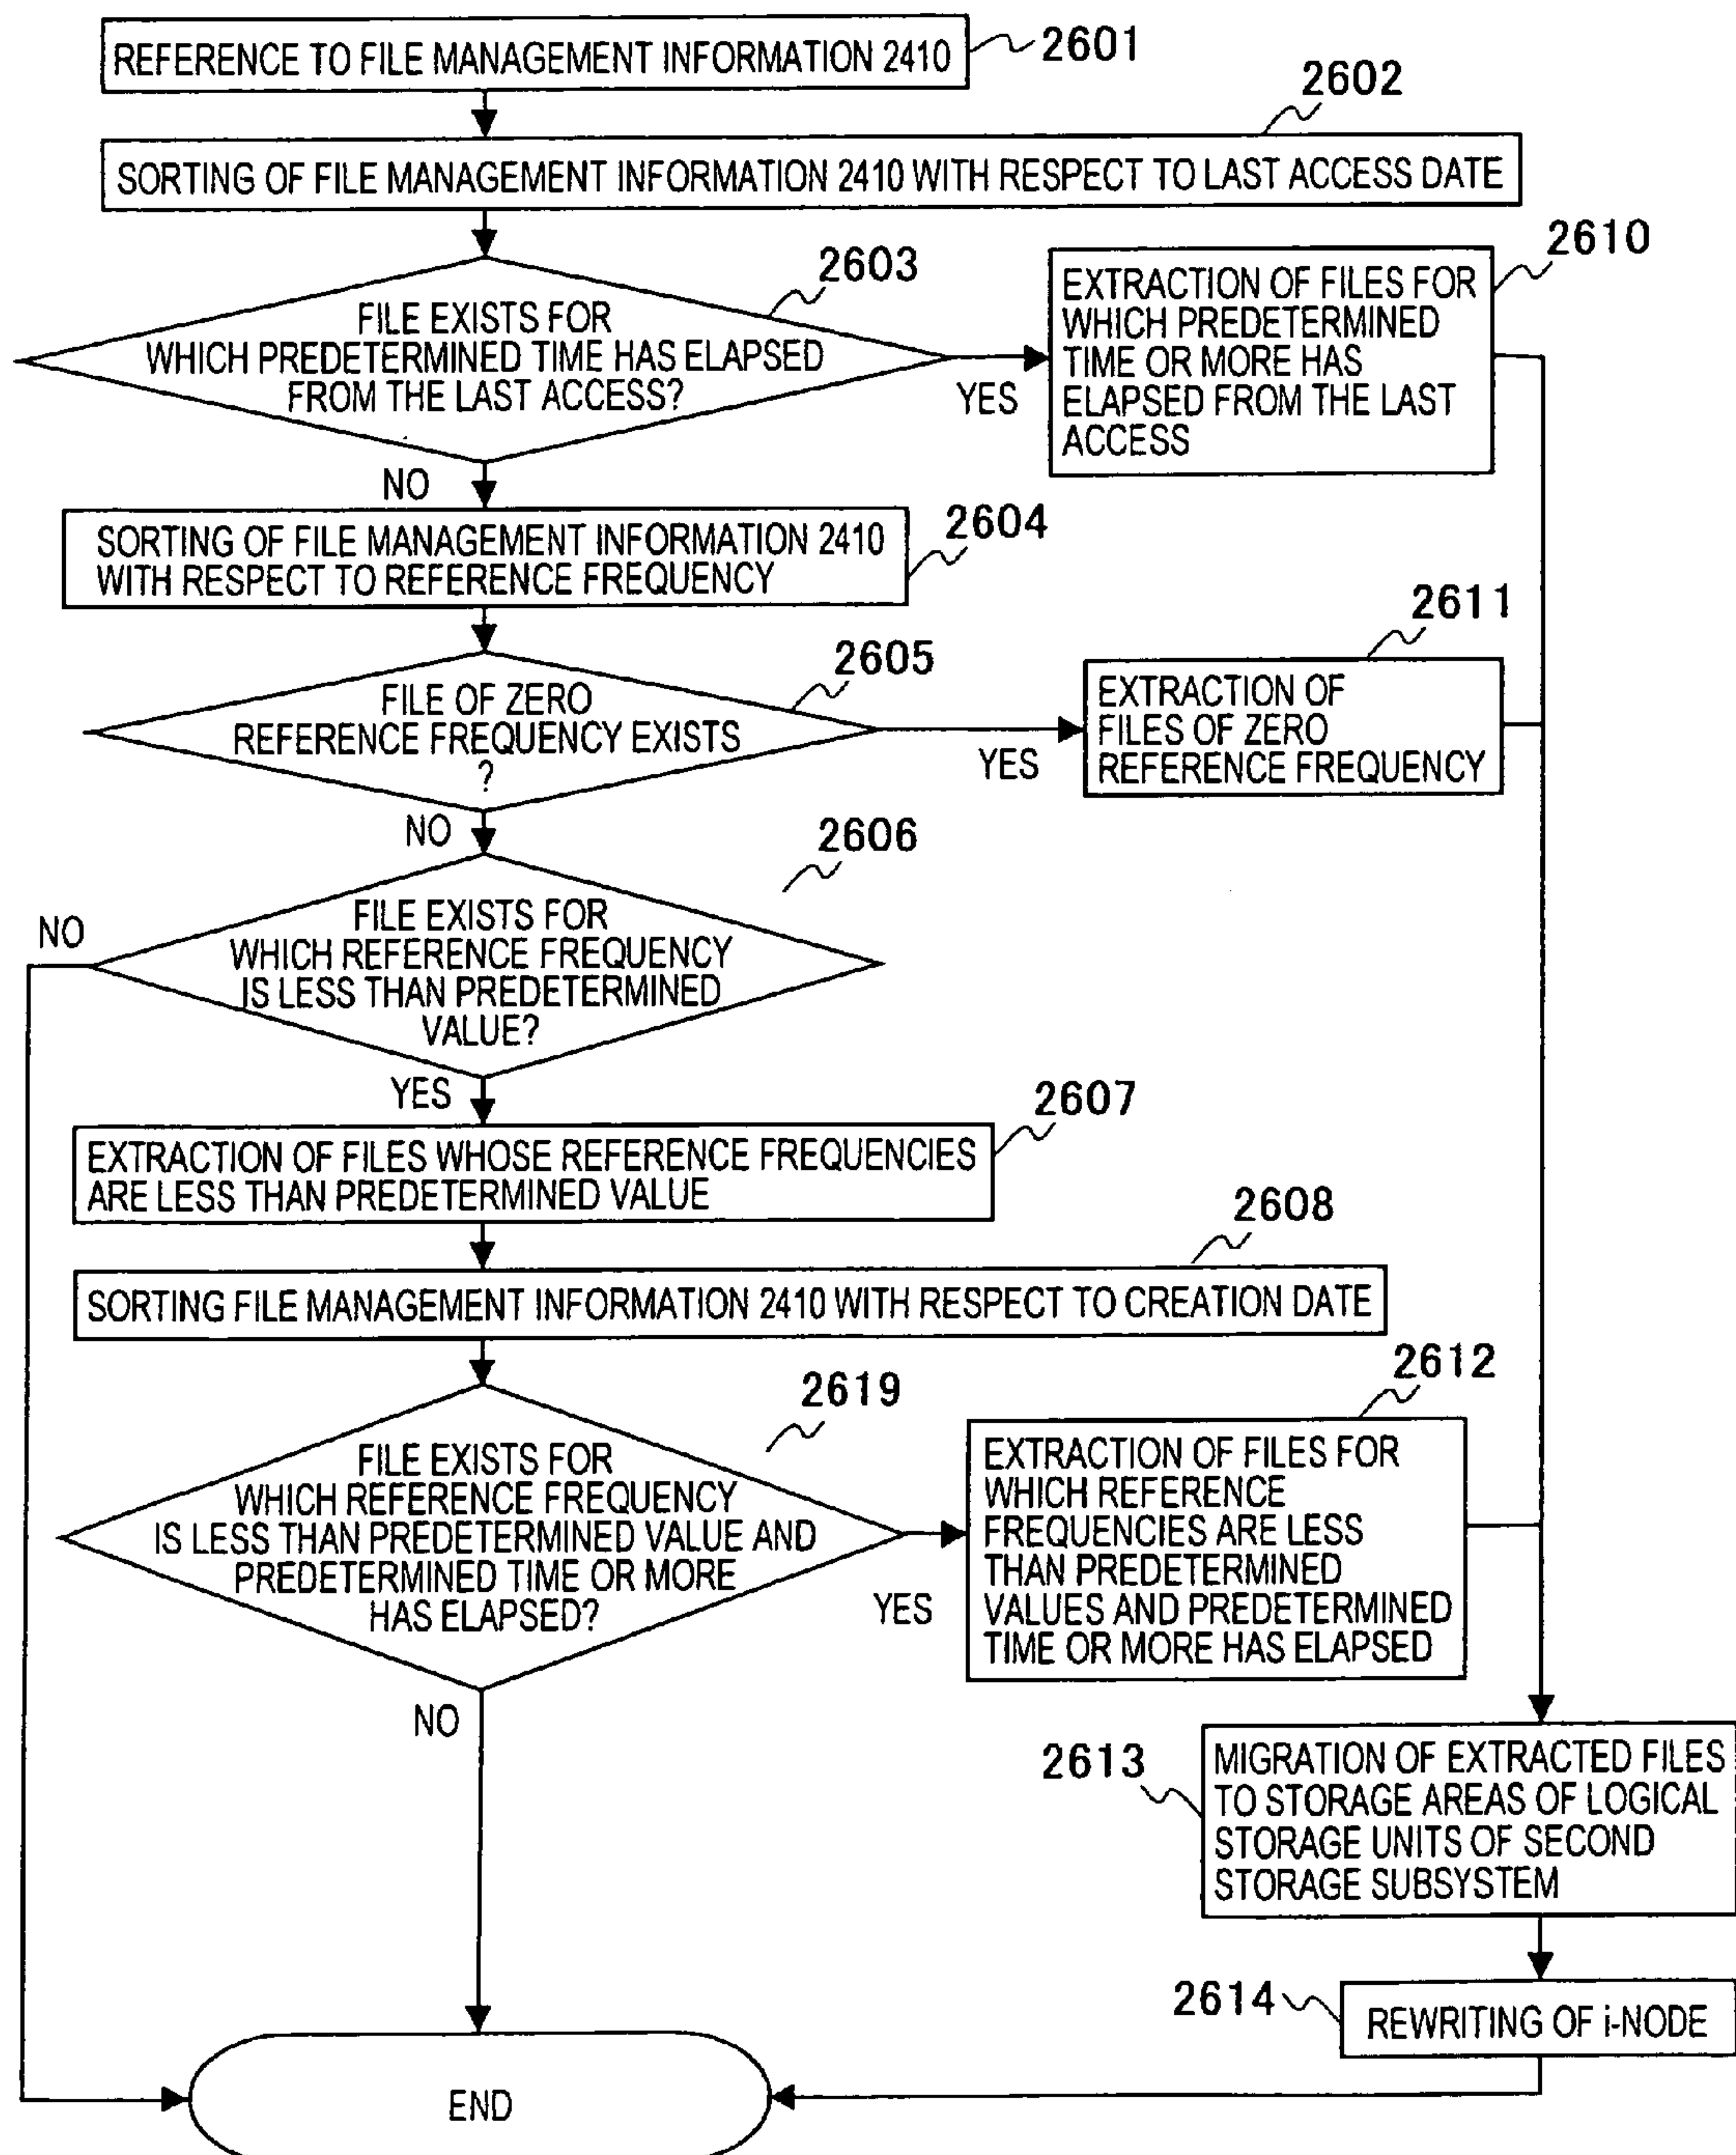 REFERENCE TO FILE MANAGEMENT INFORMATION 2410
2601
2602
SORTING OF FILE MANAGEMENT INFORMATION 2410 WITH RESPECT TO LAST ACCESS DATE
2603
FILE EXISTS FOR
WHICH PREDETERMINED TIME HAS ELAPSED
FROM THE LAST ACCESS?
YES
NO
2610
EXTRACTION OF FILES FOR
WHICH PREDETERMINED
TIME OR MORE HAS
ELAPSED FROM THE LAST
ACCESS
2604
SORTING OF FILE MANAGEMENT INFORMATION 2410
WITH RESPECT TO REFERENCE FREQUENCY
2605
FILE OF ZERO
REFERENCE FREQUENCY EXISTS
?
YES
NO
2611
EXTRACTION OF
FILES OF ZERO
REFERENCE FREQUENCY
2606
FILE EXISTS FOR
WHICH REFERENCE FREQUENCY
IS LESS THAN PREDETERMINED
VALUE?
NO
YES
2607
EXTRACTION OF FILES WHOSE REFERENCE FREQUENCIES
ARE LESS THAN PREDETERMINED VALUE
2608
SORTING FILE MANAGEMENT INFORMATION 2410 WITH RESPECT TO CREATION DATE
2619
FILE EXISTS FOR
WHICH REFERENCE FREQUENCY
IS LESS THAN PREDETERMINED VALUE AND
PREDETERMINED TIME OR MORE
HAS ELAPSED?
YES
NO
2612
EXTRACTION OF FILES FOR
WHICH REFERENCE
FREQUENCIES ARE LESS
THAN PREDETERMINED
VALUES AND PREDETERMINED
TIME OR MORE HAS ELAPSED
2613
MIGRATION OF EXTRACTED FILES
TO STORAGE AREAS OF LOGICAL
STORAGE UNITS OF SECOND
STORAGE SUBSYSTEM
2614
REWRITING OF i-NODE
END